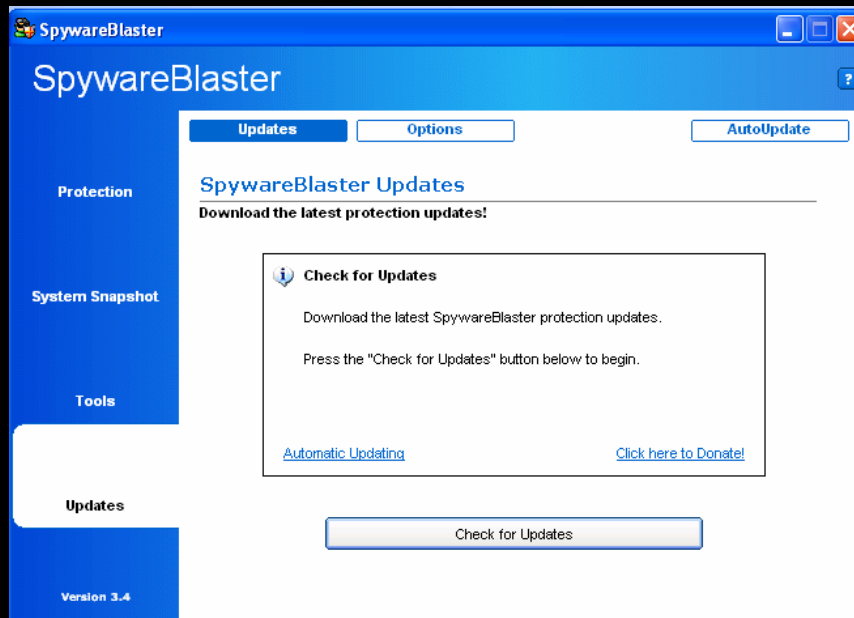 SpywareBlaster
SpywareBlaster
?
Updates
Options
AutoUpdate
Protection
SpywareBlaster Updates
Download the latest protection updates!
Check for Updates
System Snapshot
Download the latest SpywareBlaster protection updates.
Press the "Check for Updates" button below to begin.
Tools
Automatic Updating
Click here to Donate!
Updates
Check for Updates
Version 3.4